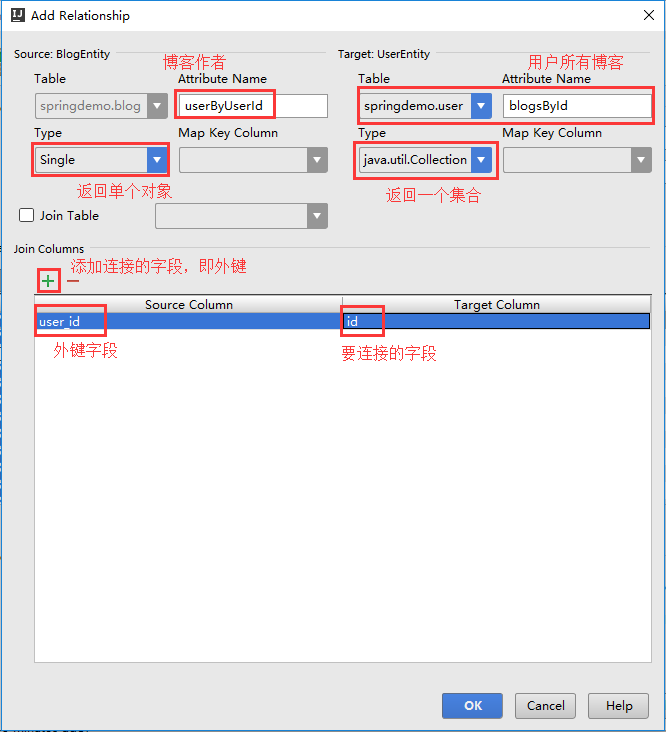 Add Relationship
Source: BlogEntity
博客作者
Target: UserEntity
用户所有博客
Table
Attribute Name
Table
Attribute Name
springdemo.blog
userByUserId
springdemo.user
blogsById
Type
Map Key Column
Type
Map Key Column
Single
java.util.Collection
返回单个对象
返回一个集合
Join Table
Join Columns
添加连接的字段，即外键
Source Column
Target Column
user_id
id
外键字段
要连接的字段
OK
Cancel
Help